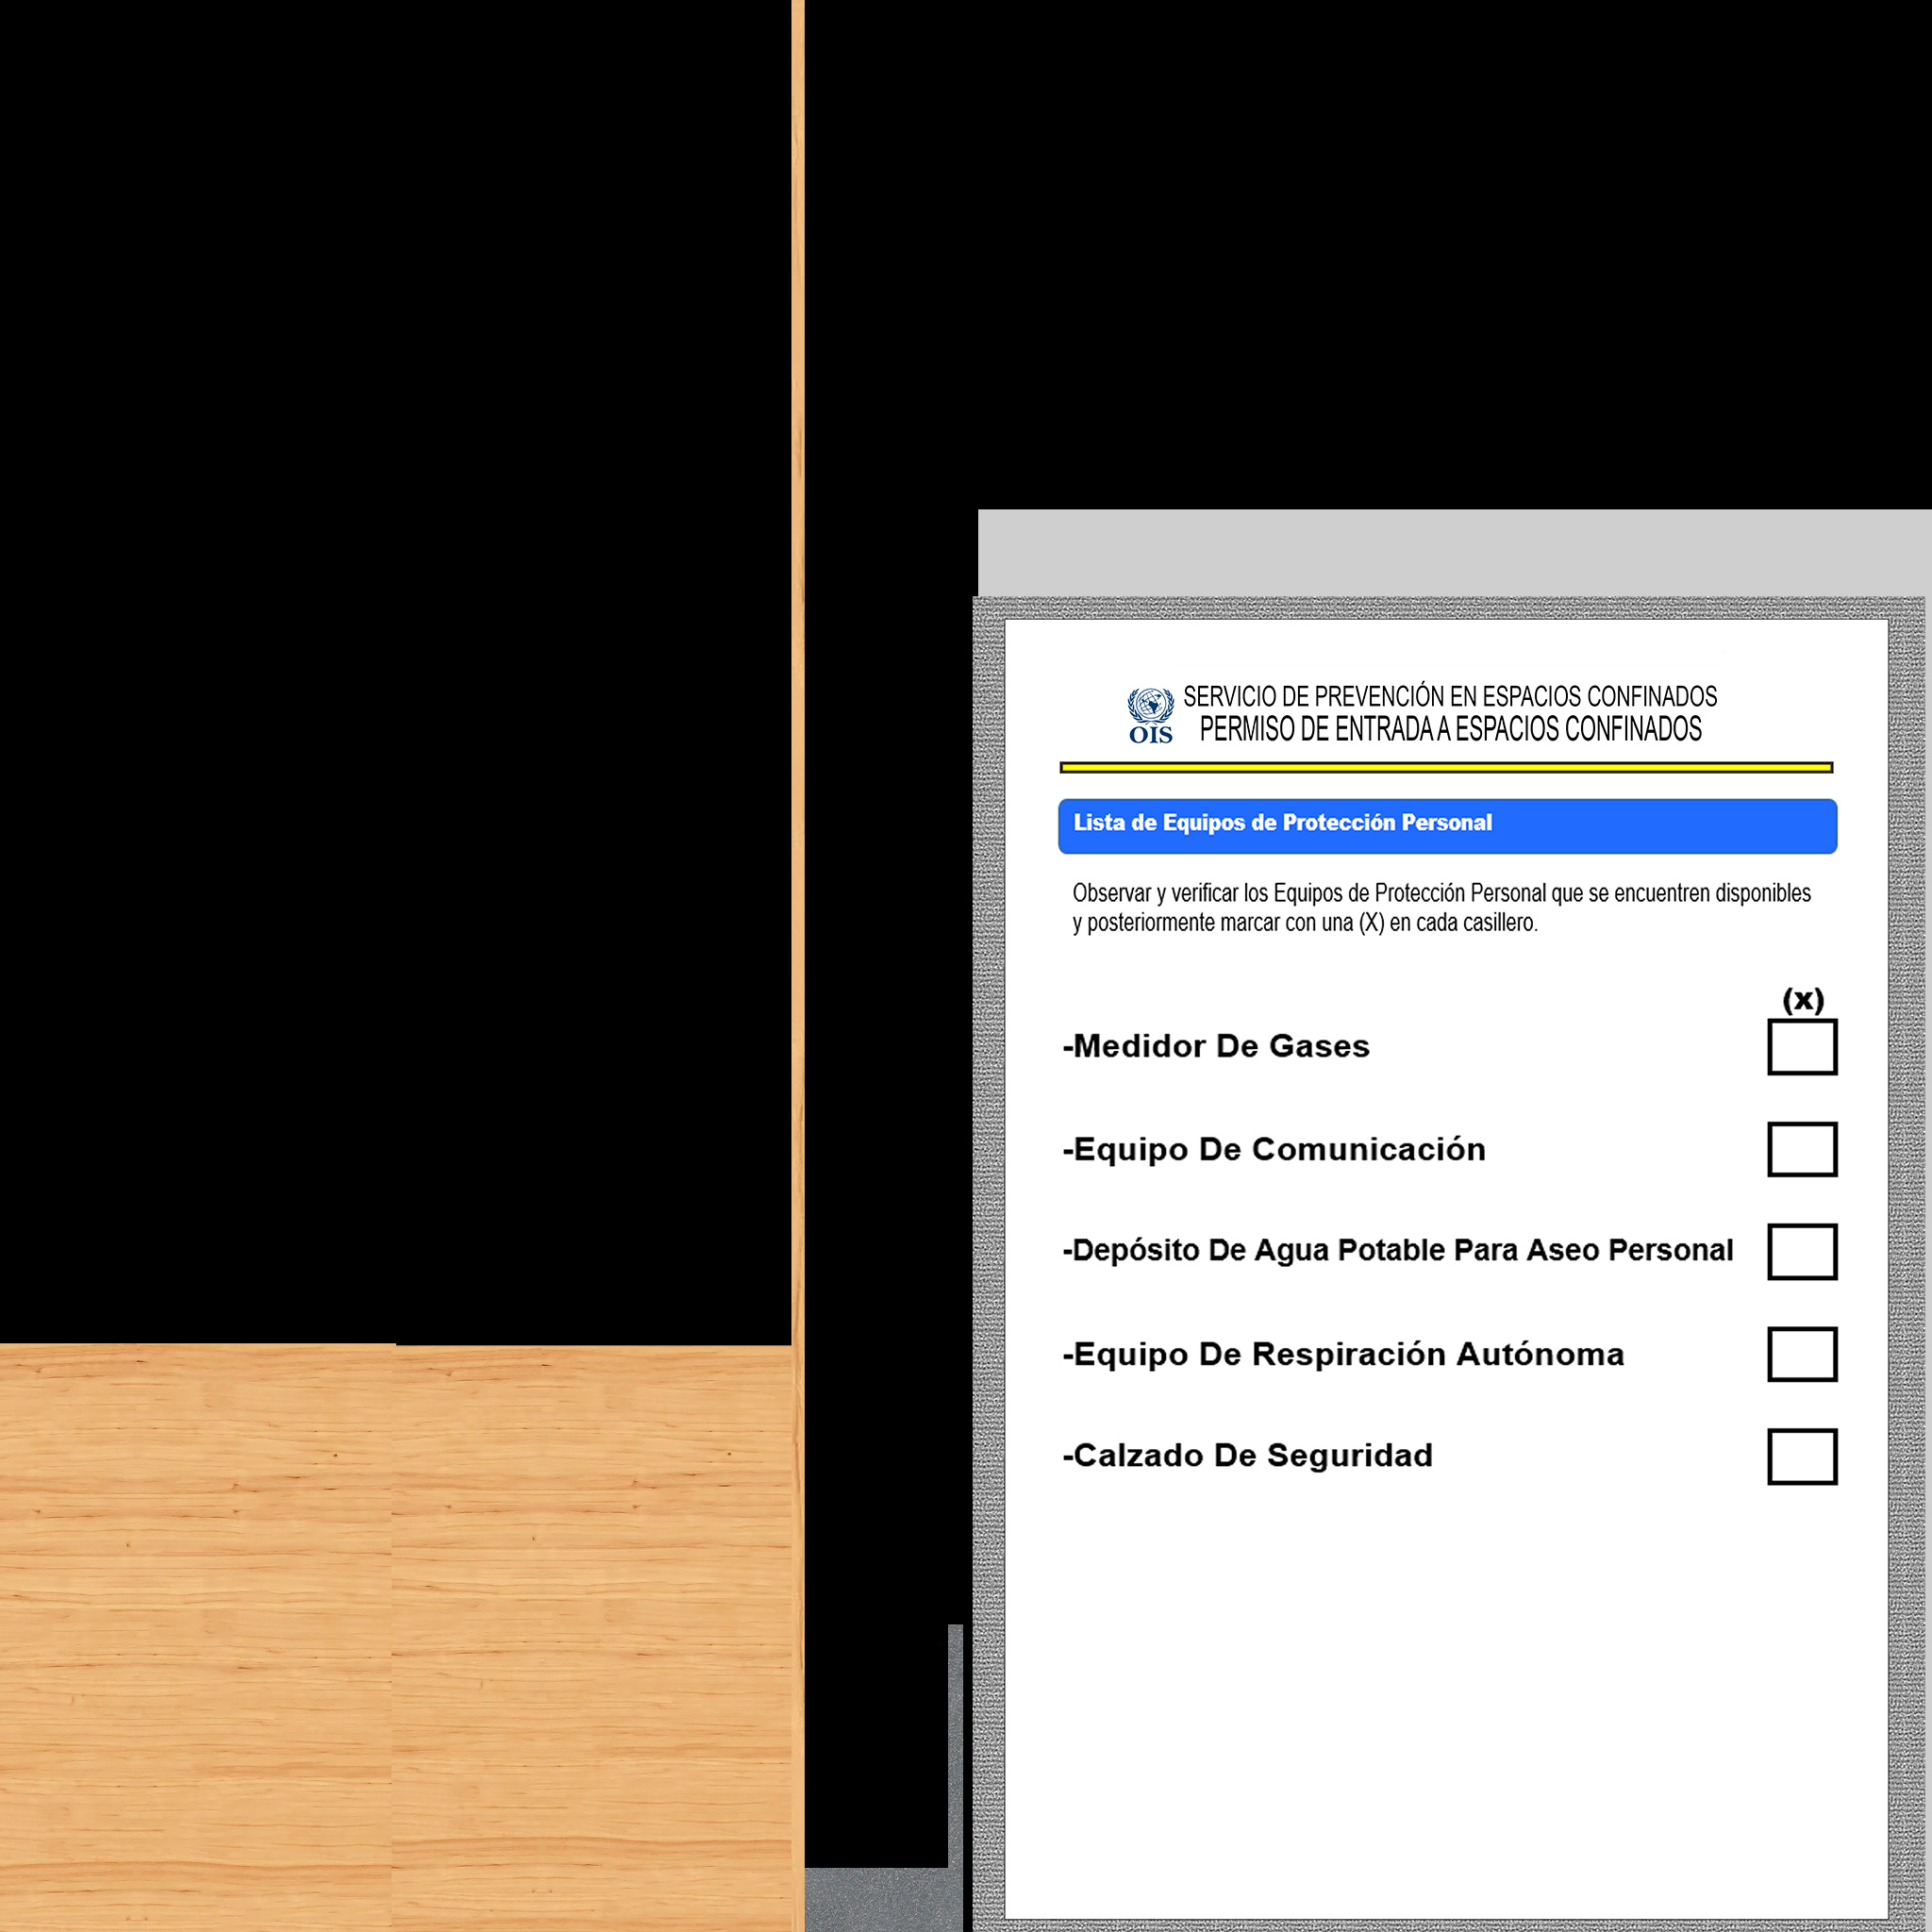 SERVICIO DE PREVENCIÓN EN ESPACIOS CONFINADOS
OIS PERMISO DE ENTRADA A ESPACIOS CONFINADOS
Lista de Equipos de Protección Personal
Observar y verificar los Equipos de Protección Personal que se encuentren disponibles
y posteriormente marcar con una (X) en cada casillero.
(x)
-Medidor De Gases
-Equipo De Comunicación
-Depósito De Agua Potable Para Aseo Personal
-Equipo De Respiración Autónoma
-Calzado De Seguridad